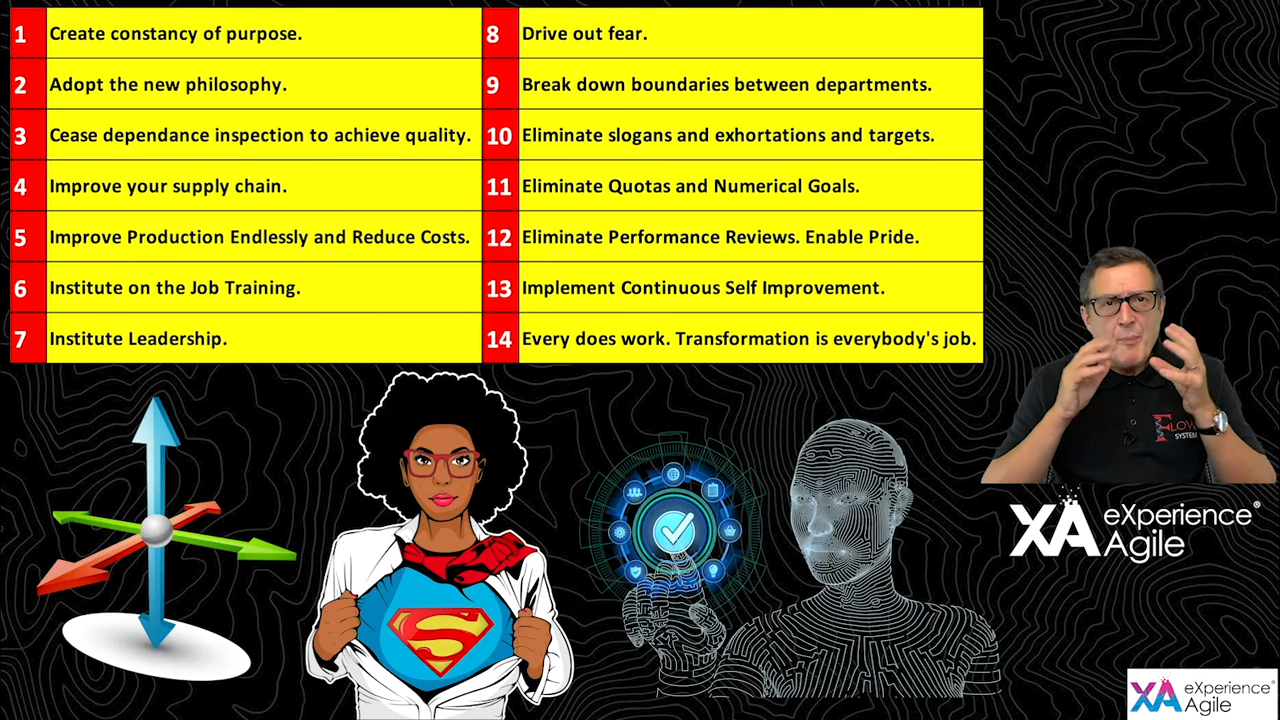 1 Create constancy of purpose.
2 Adopt the new philosophy.
3 Cease dependance inspection to achieve quality.
4 Improve your supply chain.
5 Improve Production Endlessly and Reduce Costs.
6 Institute on the Job Training.
7 Institute Leadership.
8 Drive out fear.
9 Break down boundaries between departments.
10 Eliminate slogans and exhortations and targets.
11 Eliminate Quotas and Numerical Goals.
12 Eliminate Performance Reviews. Enable Pride.
13 Implement Continuous Self Improvement.
14 Every does work. Transformation is everybody's job.
FLOW
SYSTEM
XA eXperience®
Agile
S
XA eXperience®
Agile